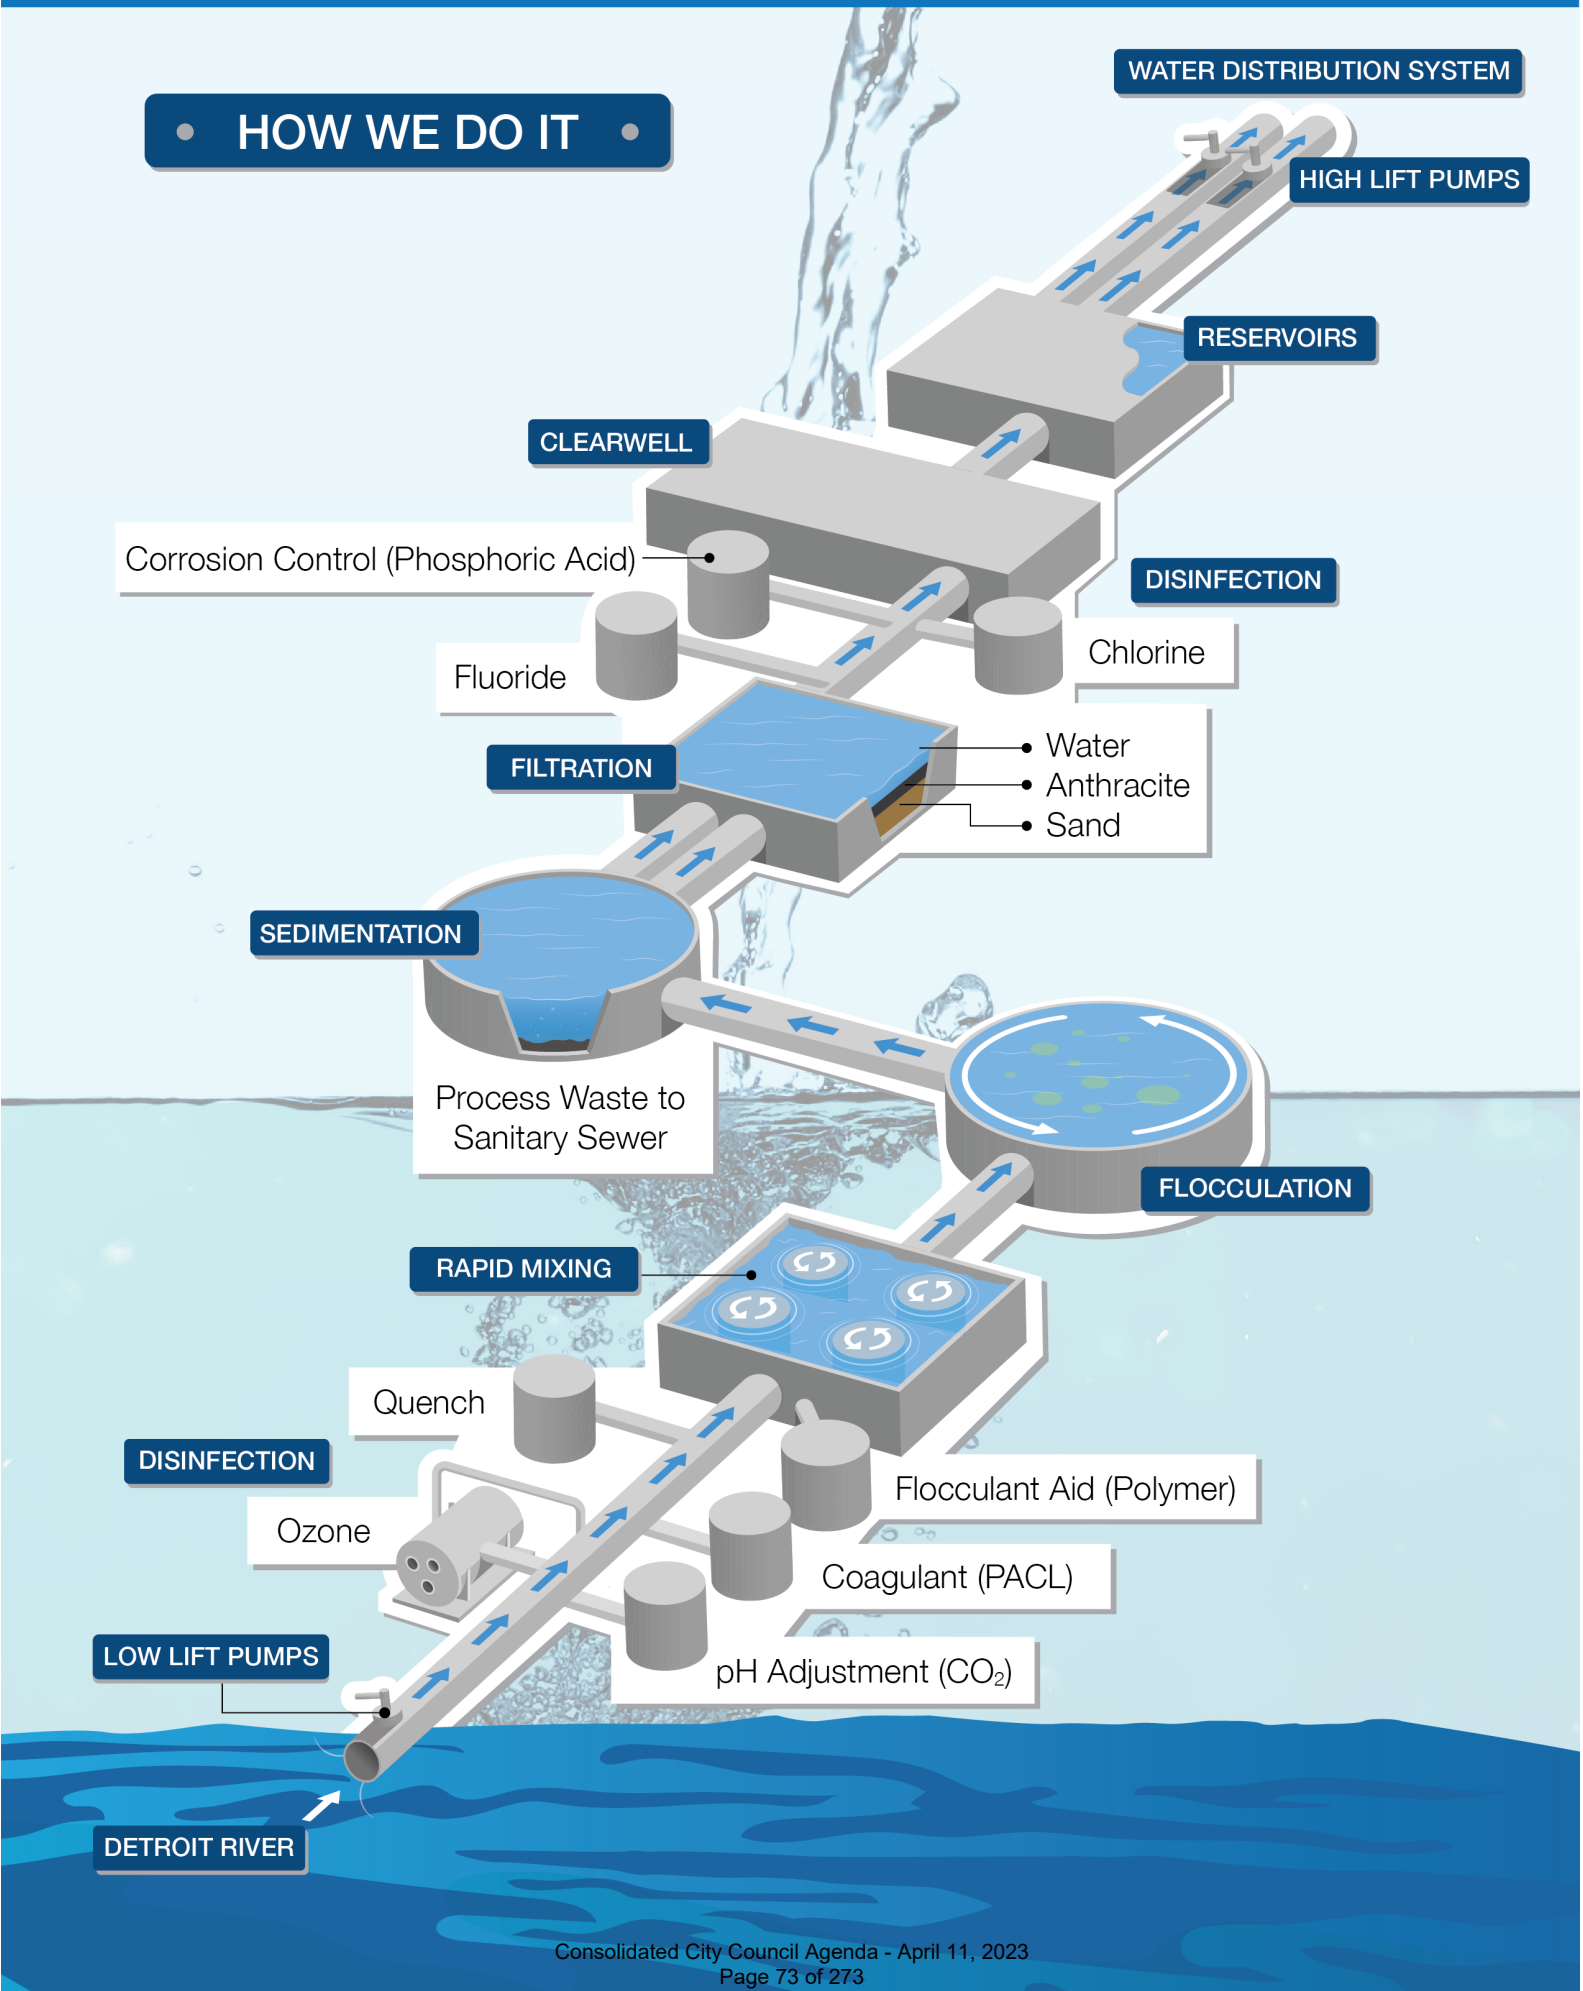 WATER DISTRIBUTION SYSTEM
HOW WE DO IT
HIGH LIFT PUMPS
RESERVOIRS
CLEARWELL
Corrosion Control (Phosphoric Acid)
DISINFECTION
Chlorine
Fluoride
FILTRATION
Water
Anthracite
Sand
SEDIMENTATION
Process Waste to
Sanitary Sewer
FLOCCULATION
RAPID MIXING
Quench
DISINFECTION
Flocculant Aid (Polymer)
Ozone
Coagulant (PACL)
LOW LIFT PUMPS
pH Adjustment (CO₂)
DETROIT RIVER
Consolidated City Council Agenda - April 11, 2023
Page 73 of 273